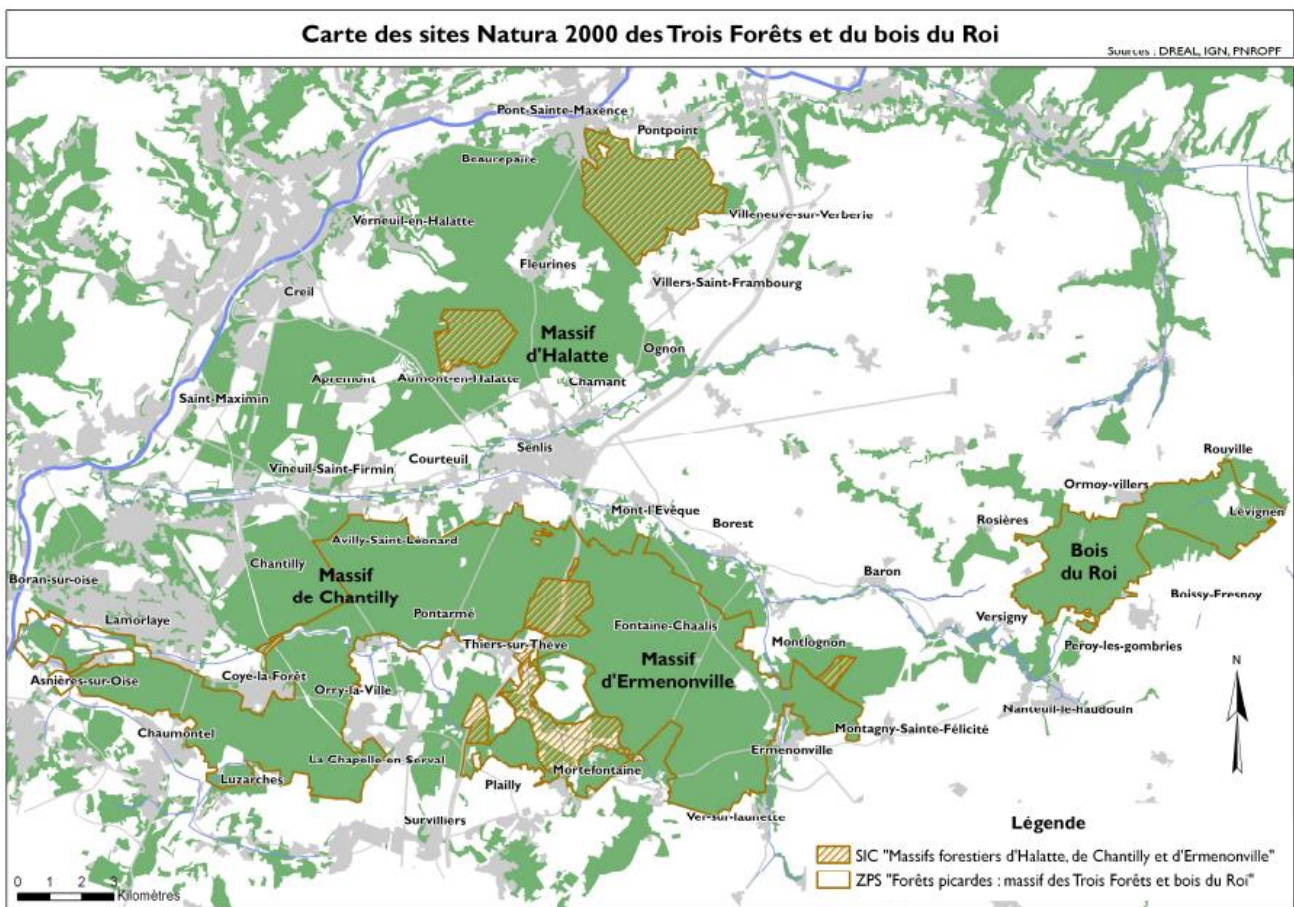 Carte des sites Natura 2000 des Trois Forêts et du bois du Roi
Sources : DREAL, IGN, PNROPF
Pont-Sainte-Maxence
Pontpoint
Beaurepaire
Verneuil-en-Halatte
Villeneuve-sur-Verberie
Fleurines
Villers-Saint-Frambourg
Creil
Massif
d'Halatte
Ognon
Apremont
Aumont-en-Halatte
Chamant
Saint-Maximin
Senlis
Courteuil
Vineuil-Saint-Firmin
Rouville
Ormoy-villers
Lévignen
Mont-l'Evêque
Borest
Rosières
Avilly-Saint-Léonard
Bois
du Roi
Chantilly
Massif
de Chantilly
Baron
Boran-sur-oise
Boissy-Fresnoy
Lamorlaye
Pontarmé
Fontaine-Chaalis
Versigny
Thiers-sur-Thève
Montlognon
Péroy-les-gombries
Massif
d'Ermenonville
Asnières-sur-Oise
Coye-la-Forêt
Orry-la-Ville
N
Nanteuil-le-haudouin
Chaumontel
Montagny-Sainte-Félicité
Ermenonville
La Chapelle-en-Serval
Luzarches
Plailly
Mortefontaine
Survilliers
Ver-sur-launette
Légende
SIC "Massifs forestiers d'Halatte, de Chantilly et d'Ermenonville"
ZPS "Forêts picardes : massif des Trois Forêts et bois du Roi"
0 1 2 3
Kilomètres